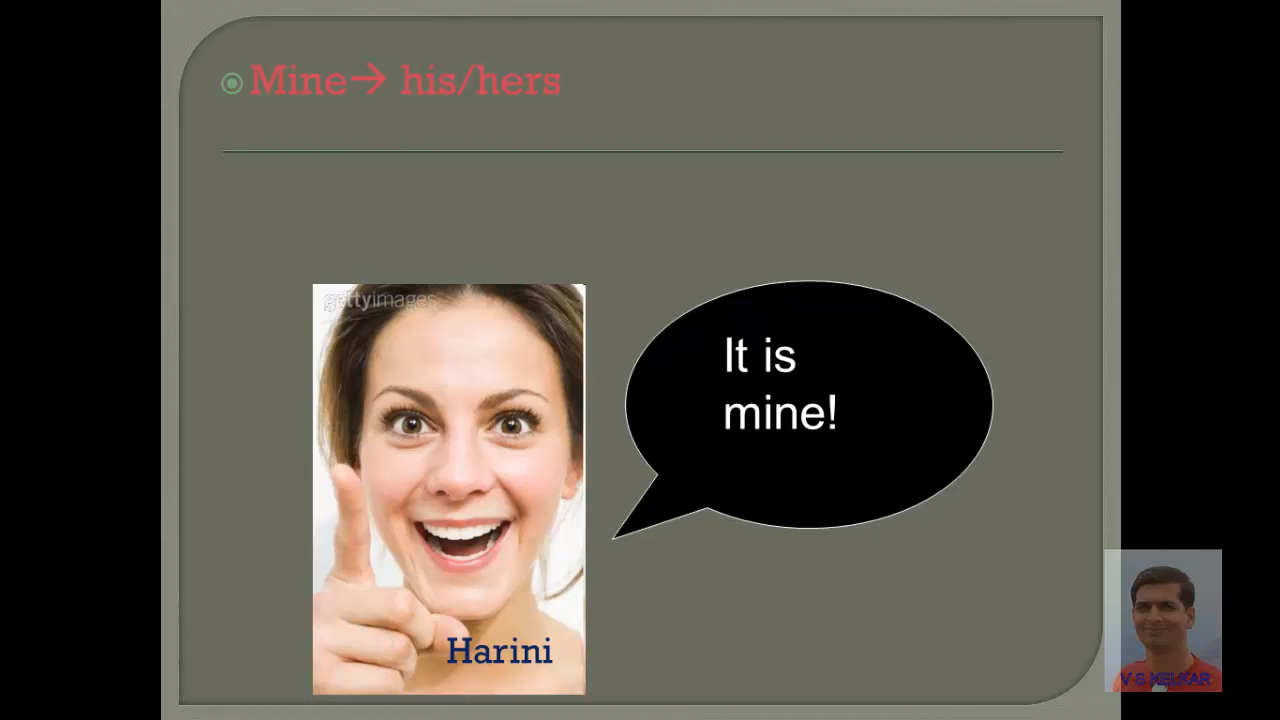 Mine→ his/hers
gettyimages
It is
mine!
Harini
V G KELKAR